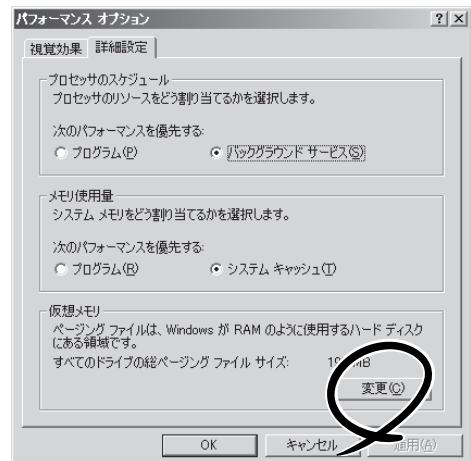 パフォーマンス オプション
視覚効果 詳細設定
プロセッサのスケジュール
プロセッサのリソースをどう割り当てるかを選択します。
次のパフォーマンスを優先する:
プログラム(P) バックグラウンド サービス(S)
メモリ使用量
システム メモリをどう割り当てるかを選択します。
次のパフォーマンスを優先する:
プログラム(R) システム キャッシュ(T)
仮想メモリ
ページング ファイルは、Windows が RAM のように使用するハード ディスク
にある領域です。
すべてのドライブの総ページング ファイル サイズ: MB
変更(C)
OK キャンセル 適用(A)